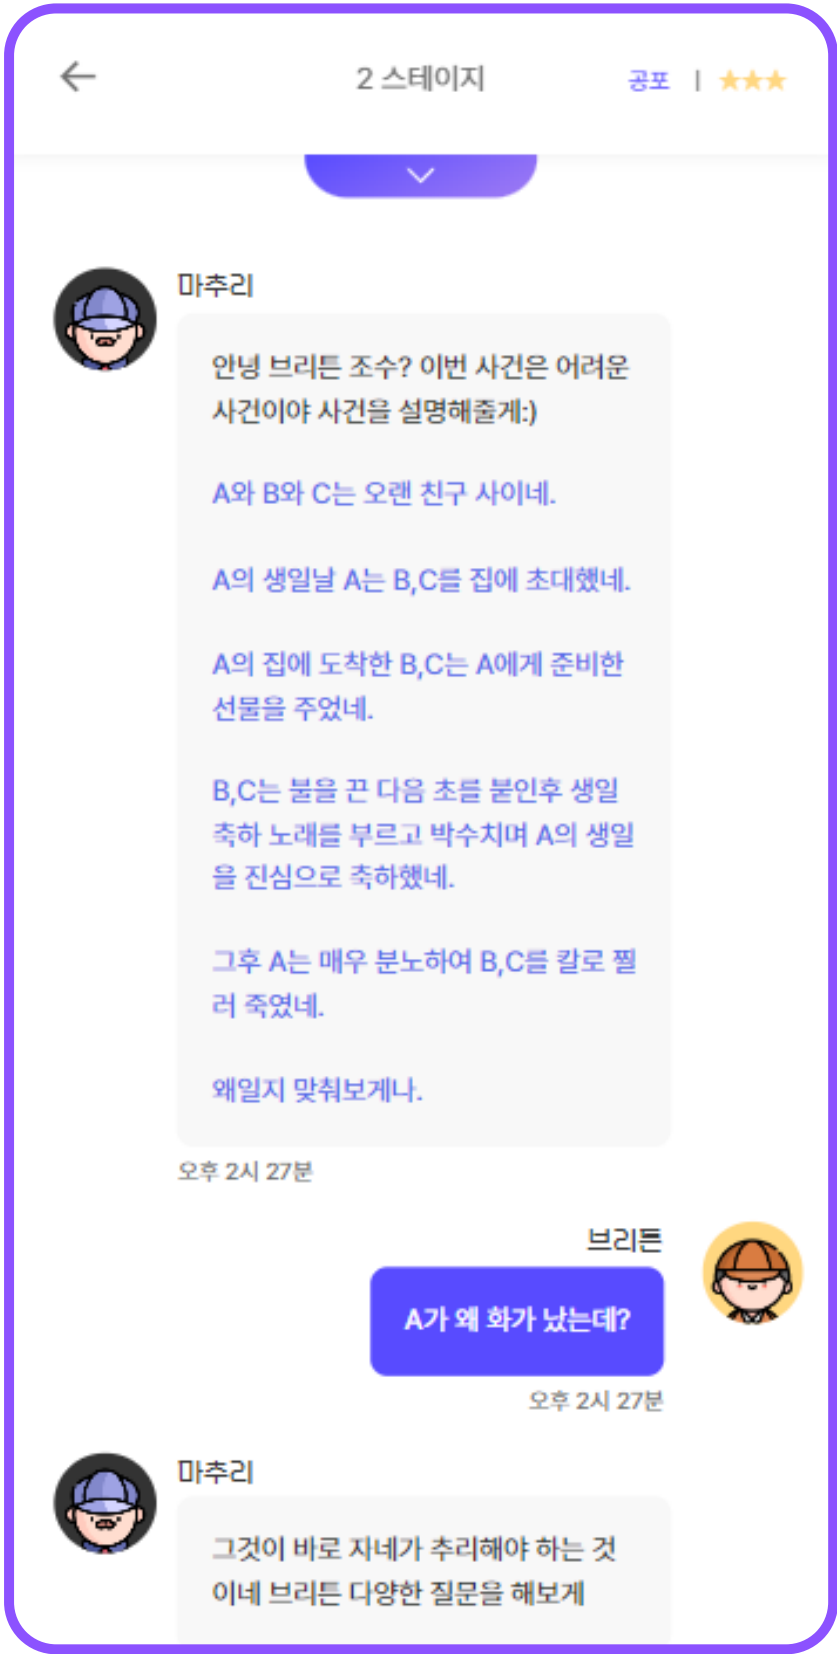 2 스테이지
공포 | ★★★
마추리
안녕 브리튼 조수? 이번 사건은 어려운
사건이야 사건을 설명해줄게:)
A와 B와 C는 오랜 친구 사이네.
A의 생일날 A는 B,C를 집에 초대했네.
A의 집에 도착한 B,C는 A에게 준비한
선물을 주었네.
B,C는 불을 끈 다음 초를 붙인후 생일
축하 노래를 부르고 박수치며 A의 생일
을 진심으로 축하했네.
그후 A는 매우 분노하여 B,C를 칼로 찔
러 죽였네.
왜일지 맞춰보게나.
오후 2시 27분
브리튼
A가 왜 화가 났는데?
오후 2시 27분
마추리
그것이 바로 자네가 추리해야 하는 것
이네 브리튼 다양한 질문을 해보게